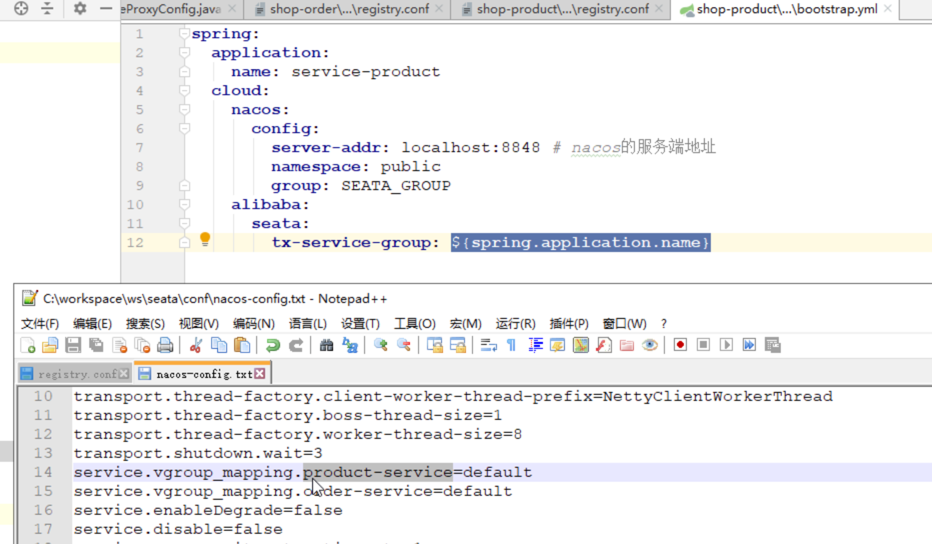 eProxyConfig.java shop-order\...\registry.conf shop-product\...\registry.conf shop-product\...\bootstrap.yml
1 spring:
2 application:
3 name: service-product
4 cloud:
5 nacos:
6 config:
7 server-addr: localhost:8848 # nacos的服务端地址
8 namespace: public
9 group: SEATA_GROUP
10 alibaba:
11 seata:
12 tx-service-group: ${spring.application.name}
C:\workspace\ws\seata\conf\nacos-config.txt - Notepad++
文件(F) 编辑(E) 搜索(S) 视图(V) 编码(N) 语言(L) 设置(T) 工具(O) 宏(M) 运行(R) 插件(P) 窗口(W) ?
registry.conf nacos-config.txt
10 transport.thread-factory.client-worker-thread-prefix=NettyClientWorkerThread
11 transport.thread-factory.boss-thread-size=1
12 transport.thread-factory.worker-thread-size=8
13 transport.shutdown.wait=3
14 service.vgroup_mapping.product-service=default
15 service.vgroup_mapping.order-service=default
16 service.enableDegrade=false
17 service.disable=false